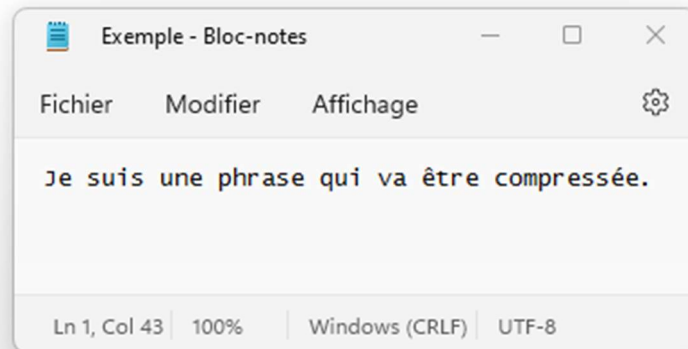 Exemple - Bloc-notes
Fichier Modifier Affichage
Je suis une phrase qui va être compressée.
Ln 1, Col 43 100% Windows (CRLF) UTF-8